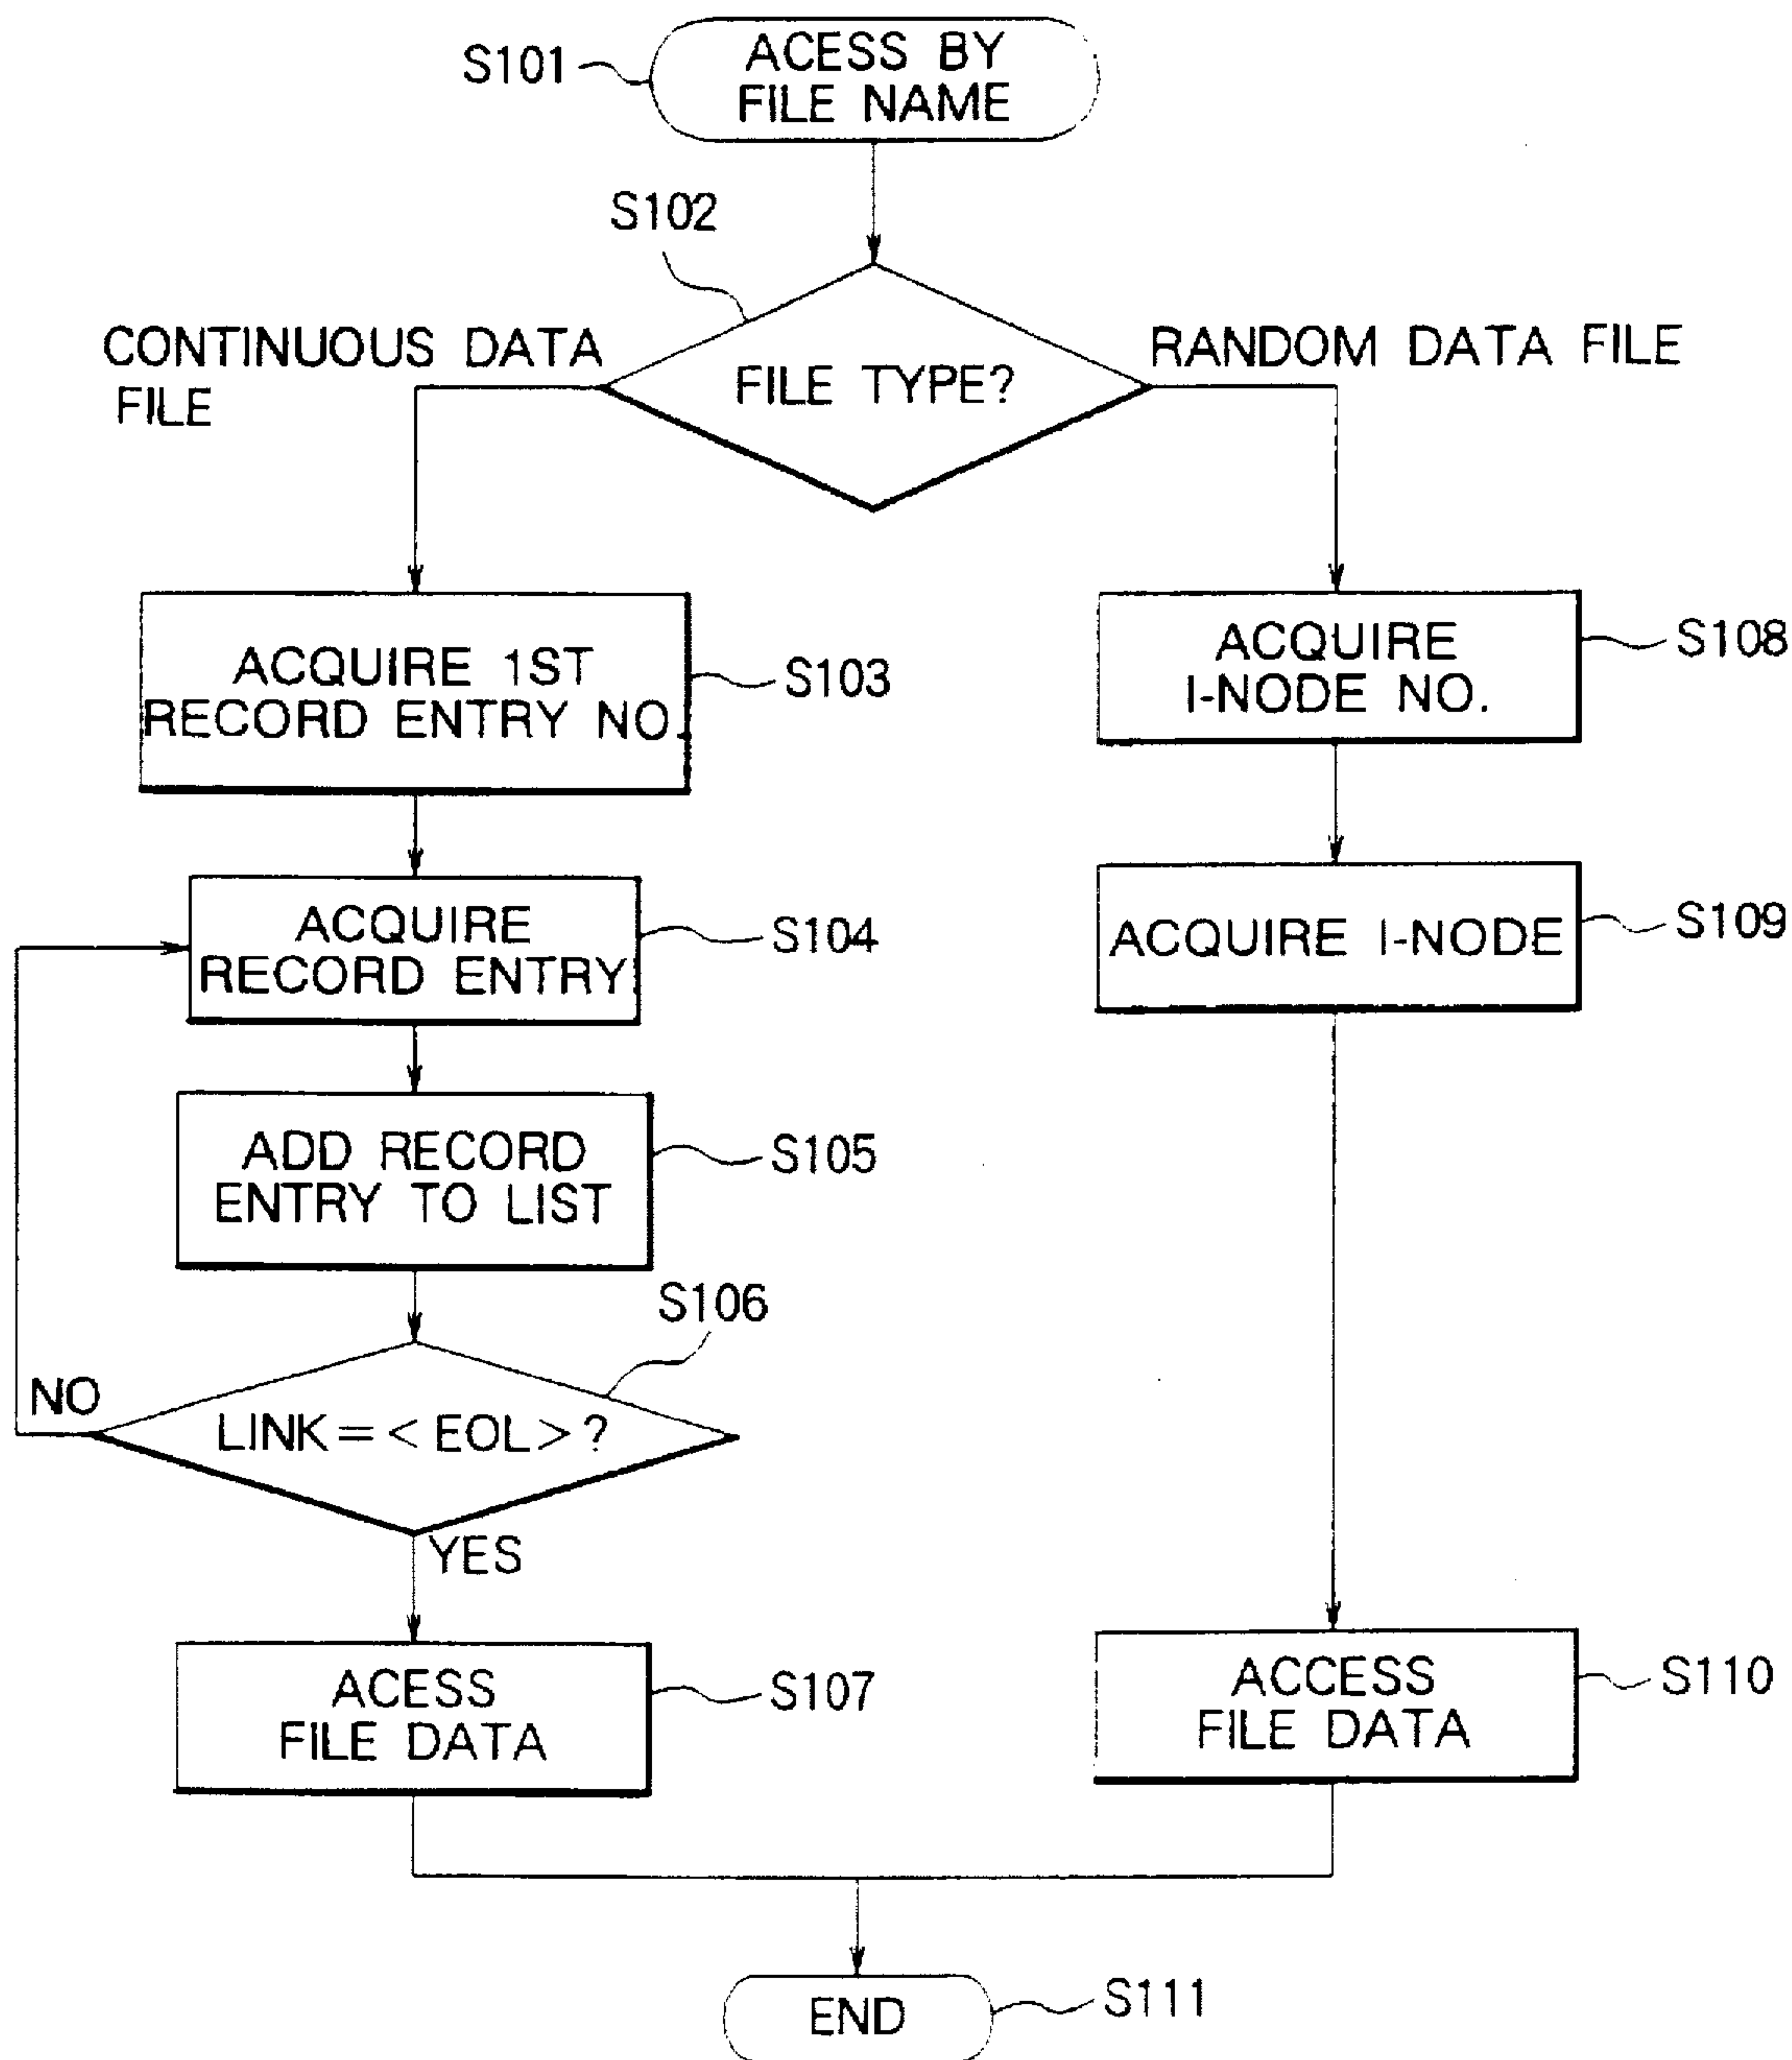 S101
ACESS BY
FILE NAME
S102
CONTINUOUS DATA
FILE
FILE TYPE?
RANDOM DATA FILE
ACQUIRE 1ST
RECORD ENTRY NO.
S103
ACQUIRE
I-NODE NO.
S108
ACQUIRE
RECORD ENTRY
S104
ACQUIRE I-NODE
S109
ADD RECORD
ENTRY TO LIST
S105
S106
NO
LINK=<EOL>?
YES
ACESS
FILE DATA
S107
ACCESS
FILE DATA
S110
END
S111